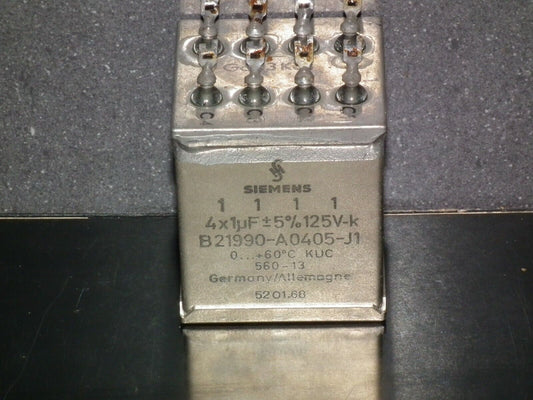 SIEMENS
1 1 1 1
4x1µF±5%125V-k
B21990-A0405-J1
0...+60°C KUC
560-13
Germany/Allemagne
5201.68